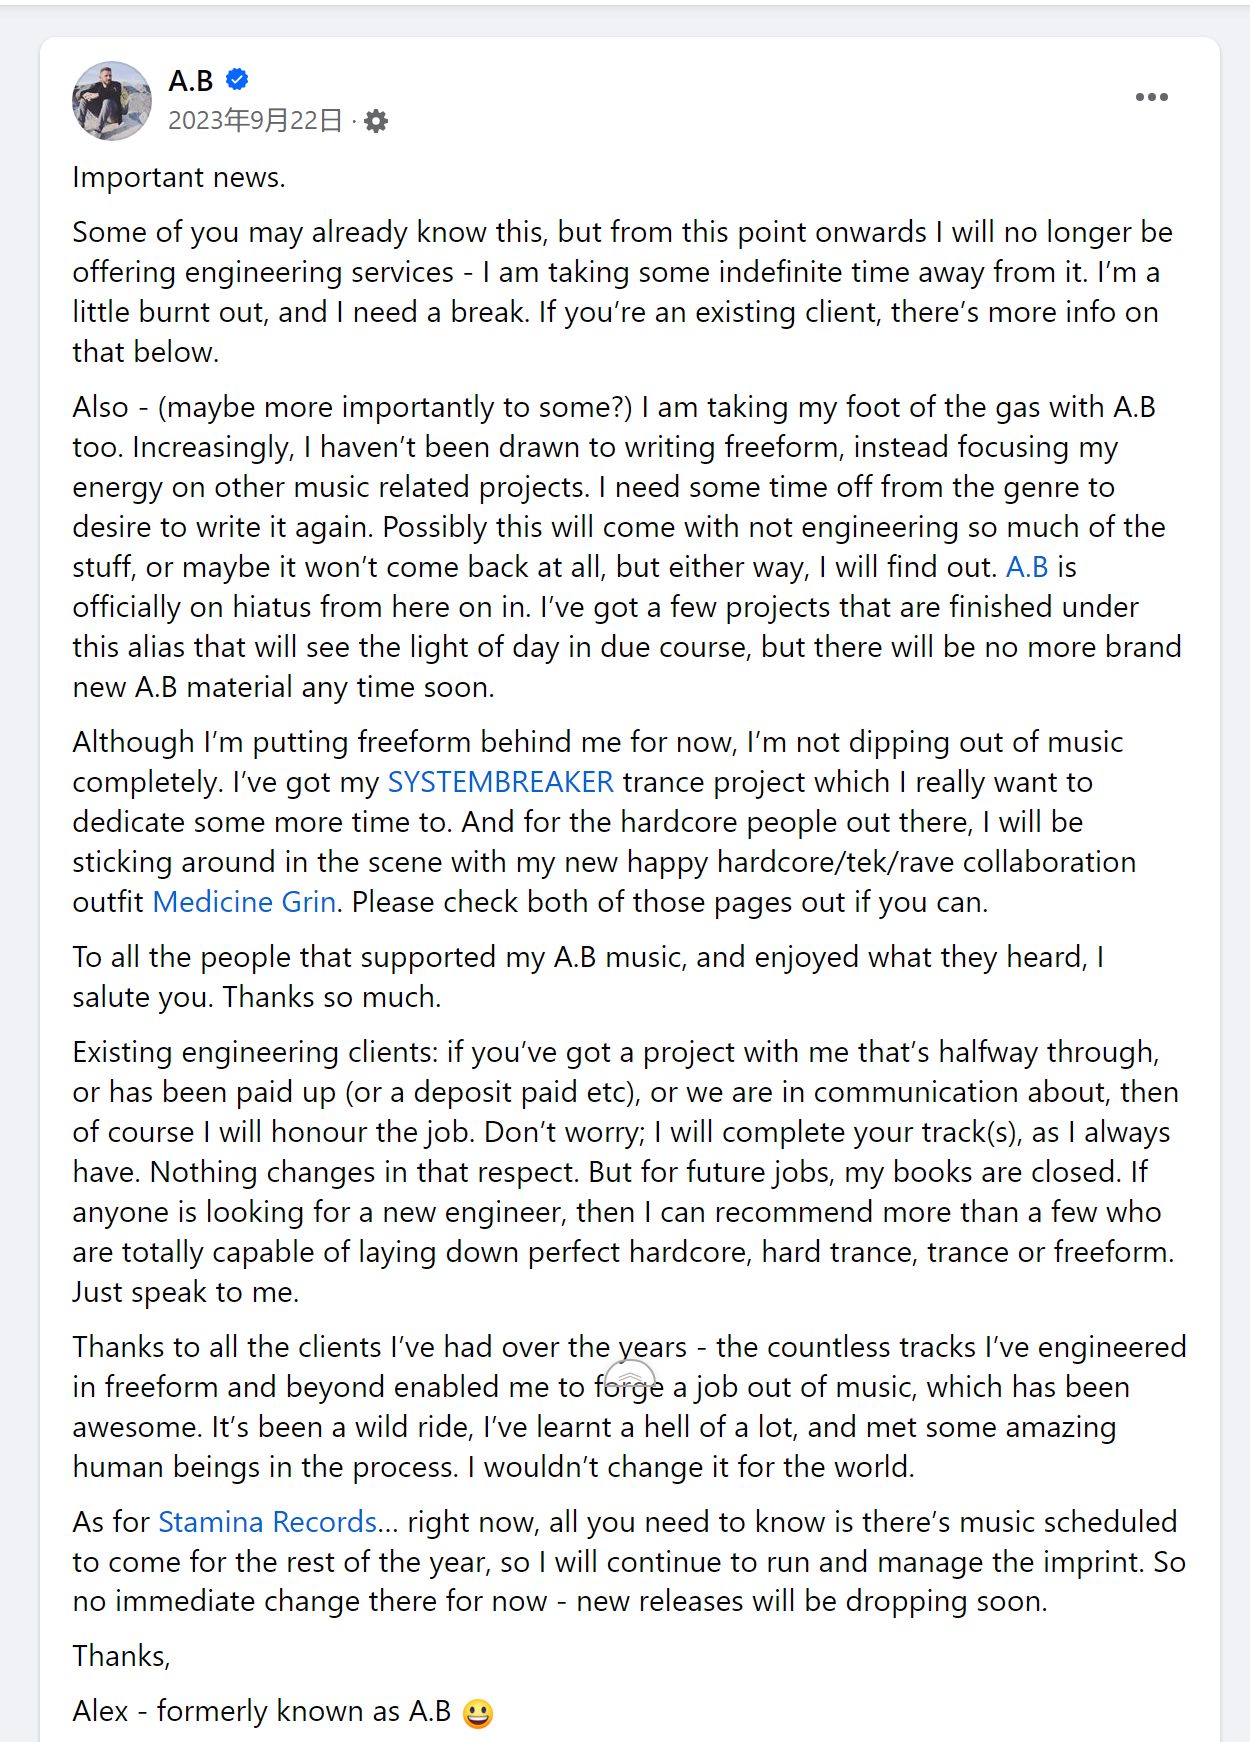 A.B
2023年9月22日 ·
Important news.
Some of you may already know this, but from this point onwards I will no longer be
offering engineering services - I am taking some indefinite time away from it. I’m a
little burnt out, and I need a break. If you’re an existing client, there’s more info on
that below.
Also - (maybe more importantly to some?) I am taking my foot of the gas with A.B
too. Increasingly, I haven’t been drawn to writing freeform, instead focusing my
energy on other music related projects. I need some time off from the genre to
desire to write it again. Possibly this will come with not engineering so much of the
stuff, or maybe it won’t come back at all, but either way, I will find out. A.B is
officially on hiatus from here on in. I’ve got a few projects that are finished under
this alias that will see the light of day in due course, but there will be no more brand
new A.B material any time soon.
Although I’m putting freeform behind me for now, I’m not dipping out of music
completely. I’ve got my SYSTEMBREAKER trance project which I really want to
dedicate some more time to. And for the hardcore people out there, I will be
sticking around in the scene with my new happy hardcore/tek/rave collaboration
outfit Medicine Grin. Please check both of those pages out if you can.
To all the people that supported my A.B music, and enjoyed what they heard, I
salute you. Thanks so much.
Existing engineering clients: if you’ve got a project with me that’s halfway through,
or has been paid up (or a deposit paid etc), or we are in communication about, then
of course I will honour the job. Don’t worry; I will complete your track(s), as I always
have. Nothing changes in that respect. But for future jobs, my books are closed. If
anyone is looking for a new engineer, then I can recommend more than a few who
are totally capable of laying down perfect hardcore, hard trance, trance or freeform.
Just speak to me.
Thanks to all the clients I’ve had over the years - the countless tracks I’ve engineered
in freeform and beyond enabled me to forge a job out of music, which has been
awesome. It’s been a wild ride, I’ve learnt a hell of a lot, and met some amazing
human beings in the process. I wouldn’t change it for the world.
As for Stamina Records... right now, all you need to know is there’s music scheduled
to come for the rest of the year, so I will continue to run and manage the imprint. So
no immediate change there for now - new releases will be dropping soon.
Thanks,
Alex - formerly known as A.B 😃